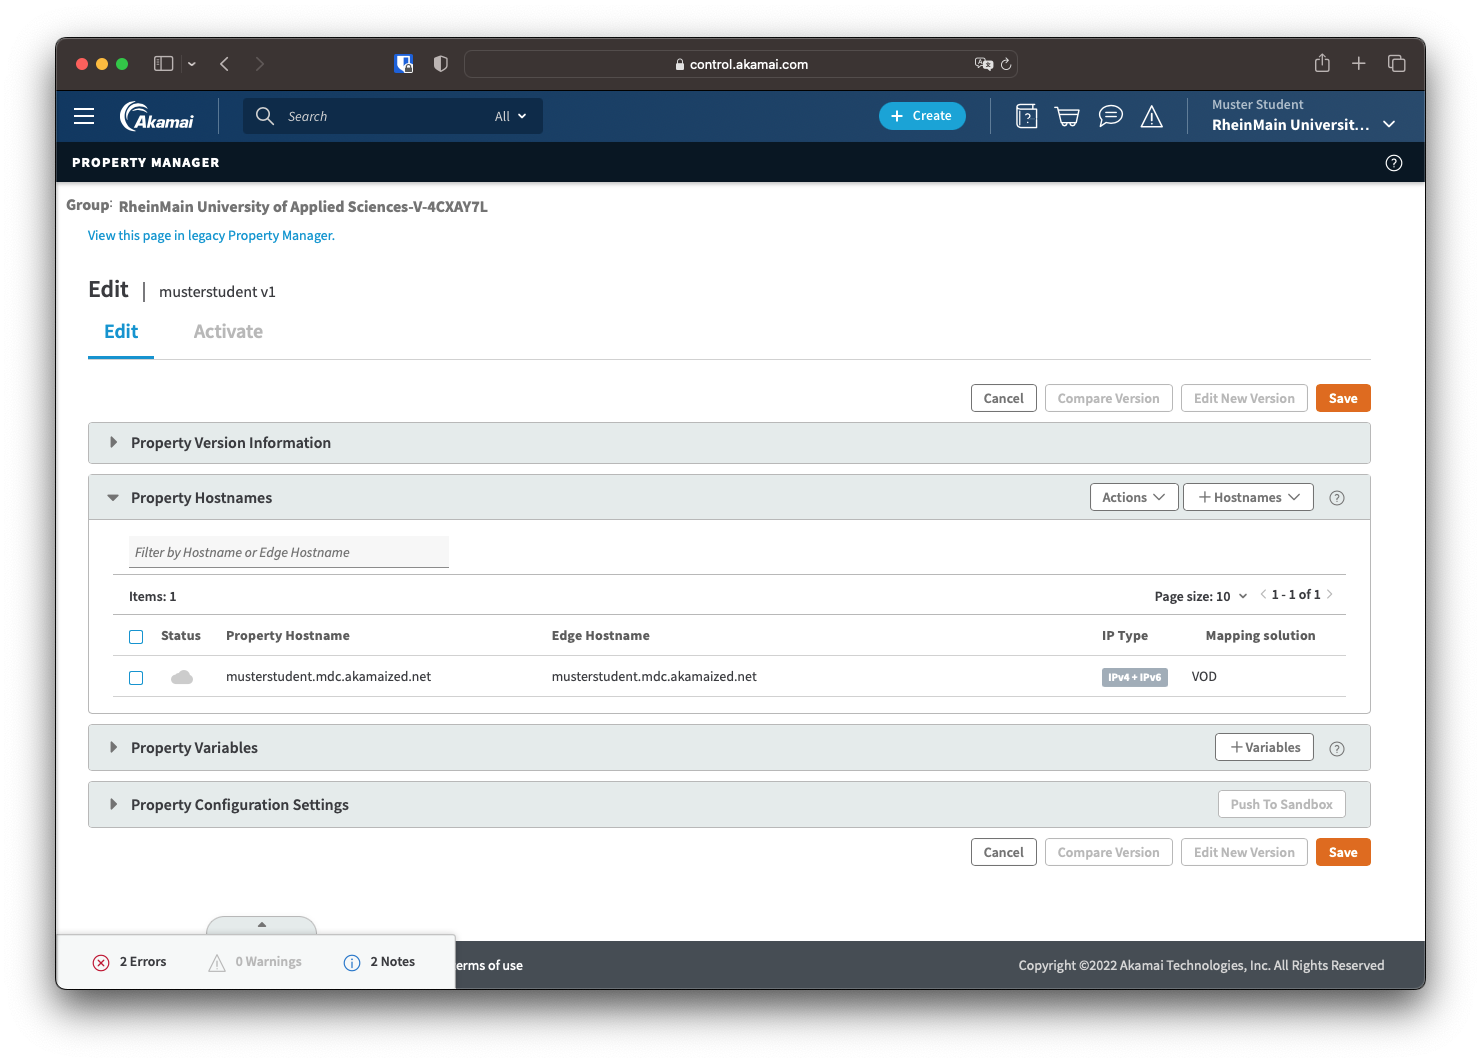 control.akamai.com
Akamai
Search
All
+ Create
Muster Student
RheinMain Universit...
PROPERTY MANAGER
Group: RheinMain University of Applied Sciences-V-4CXAY7L
View this page in legacy Property Manager.
Edit | musterstudent v1
Edit Activate
Cancel Compare Version Edit New Version Save
Property Version Information
Property Hostnames Actions + Hostnames ?
Filter by Hostname or Edge Hostname
Items: 1 Page size: 10 < 1 - 1 of 1 >
Status Property Hostname Edge Hostname IP Type Mapping solution
musterstudent.mdc.akamaized.net musterstudent.mdc.akamaized.net IPv4 + IPv6 VOD
Property Variables + Variables ?
Property Configuration Settings Push To Sandbox
Cancel Compare Version Edit New Version Save
2 Errors 0 Warnings 2 Notes erms of use Copyright ©2022 Akamai Technologies, Inc. All Rights Reserved